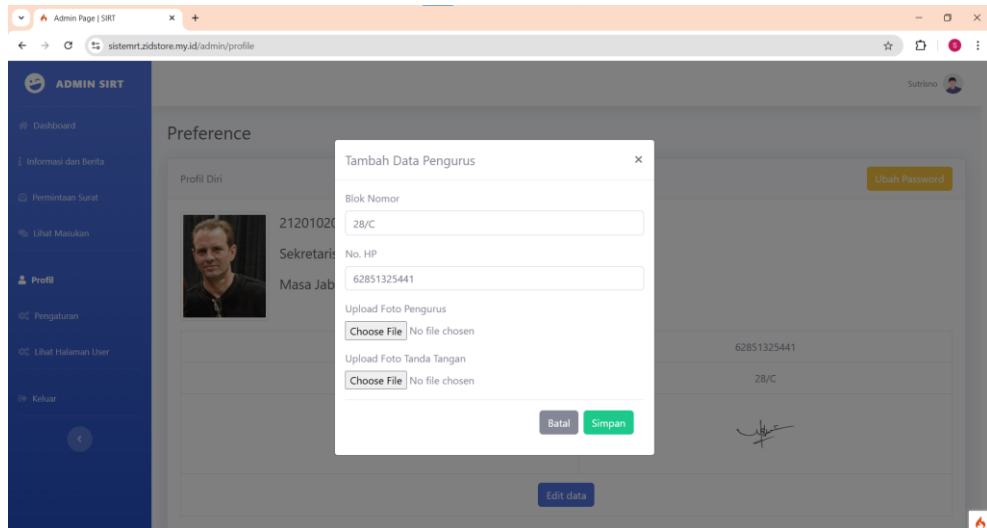 Admin Page | SIRT
sistemrt.zidstore.my.id/admin/profile
S
ADMIN SIRT
Sutrisno
Dashboard
Informasi dan Berita
Permintaan Surat
Lihat Masukan
Profil
Pengaturan
Lihat Halaman User
Keluar
Preference
Profil Diri
Ubah Password
2120102
Sekretaris
Masa Jab
Tambah Data Pengurus
Blok Nomor
28/C
No. HP
62851325441
Upload Foto Pengurus
Choose File No file chosen
Upload Foto Tanda Tangan
Choose File No file chosen
Batal Simpan
62851325441
28/C
Edit data